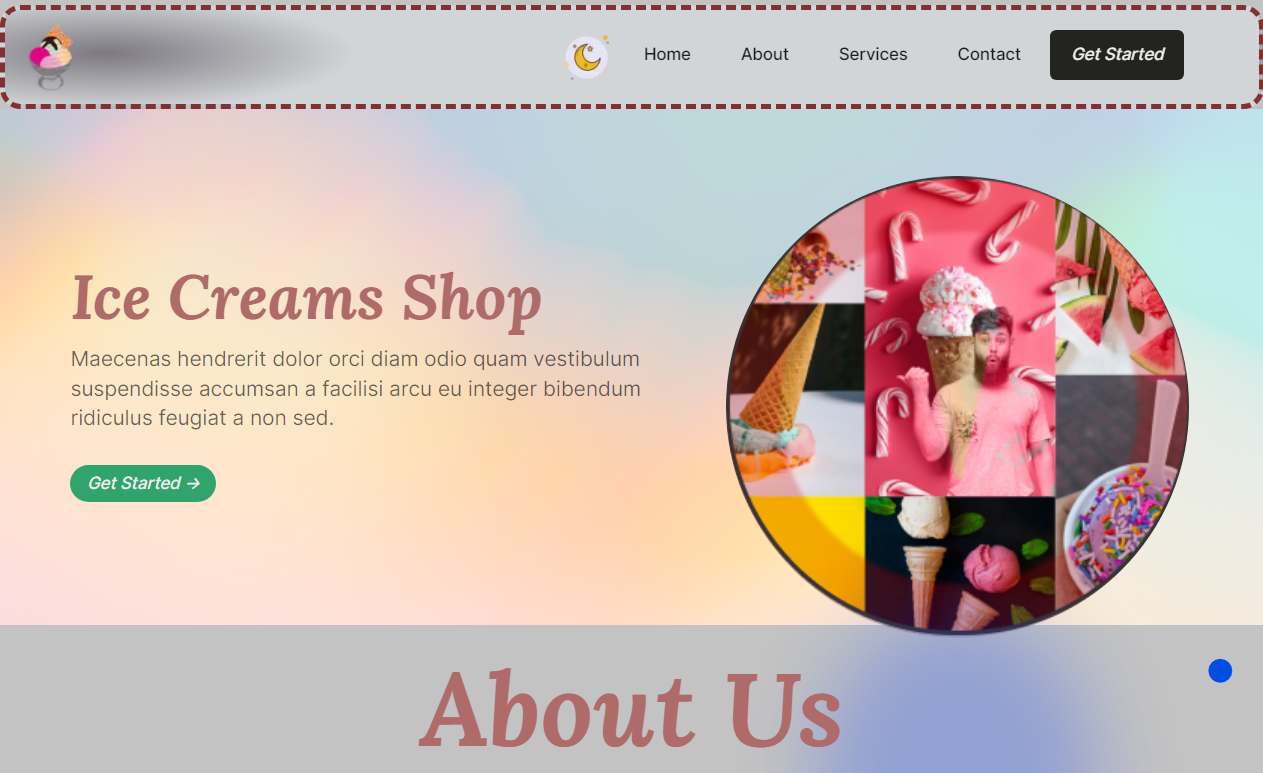 Home About Services Contact Get Started
Ice Creams Shop
Maecenas hendrerit dolor orci diam odio quam vestibulum
suspendisse accumsan a facilisi arcu eu integer bibendum
ridiculus feugiat a non sed.
Get Started →
About Us